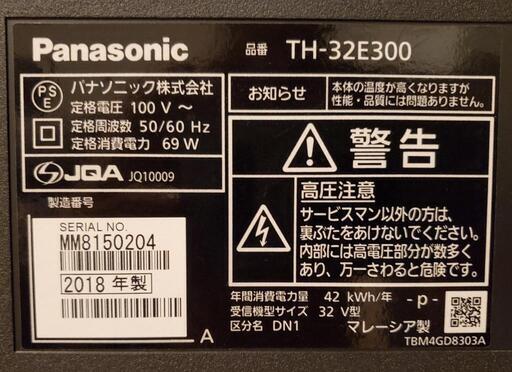 Panasonic
品番 TH-32E300
PS E
パナソニック株式会社
定格電圧 100 V ～
定格周波数 50/60 Hz
定格消費電力 69 W
JQA JQ10009
製造番号
SERIAL NO.
MM8150204
2018 年製
A
お知らせ
本体の温度が高くなりますが
性能・品質には問題ありません。
警告
高圧注意
サービスマン以外の方は、
裏ぶたをあけないでください。
内部には高電圧部分が数多く
あり、万一さわると危険です。
年間消費電力量 42 kWh/年
受信機型サイズ 32 V型
区分名 DN1
-p-
マレーシア製
TBM4GD8303A